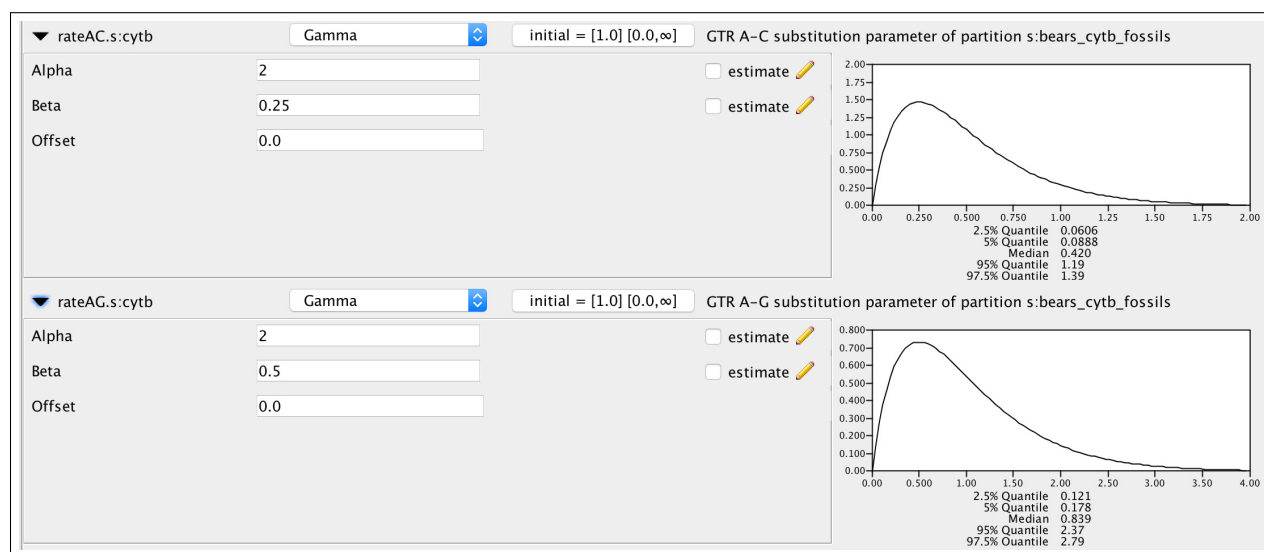 rateAC.s:cytb Gamma initial = [1.0] [0.0,∞] GTR A-C substitution parameter of partition s:bears_cytb_fossils
Alpha 2 estimate
Beta 0.25 estimate
Offset 0.0
2.00
1.75
1.50
1.25
1.00
0.750
0.500
0.250
0.00
0.00 0.250 0.500 0.750 1.00 1.25 1.50 1.75 2.00
2.5% Quantile 0.0606
5% Quantile 0.0888
Median 0.420
95% Quantile 1.19
97.5% Quantile 1.39
rateAG.s:cytb Gamma initial = [1.0] [0.0,∞] GTR A-G substitution parameter of partition s:bears_cytb_fossils
Alpha 2 estimate
Beta 0.5 estimate
Offset 0.0
0.800
0.700
0.600
0.500
0.400
0.300
0.200
0.100
0.00
0.00 0.500 1.00 1.50 2.00 2.50 3.00 3.50 4.00
2.5% Quantile 0.121
5% Quantile 0.178
Median 0.839
95% Quantile 2.37
97.5% Quantile 2.79